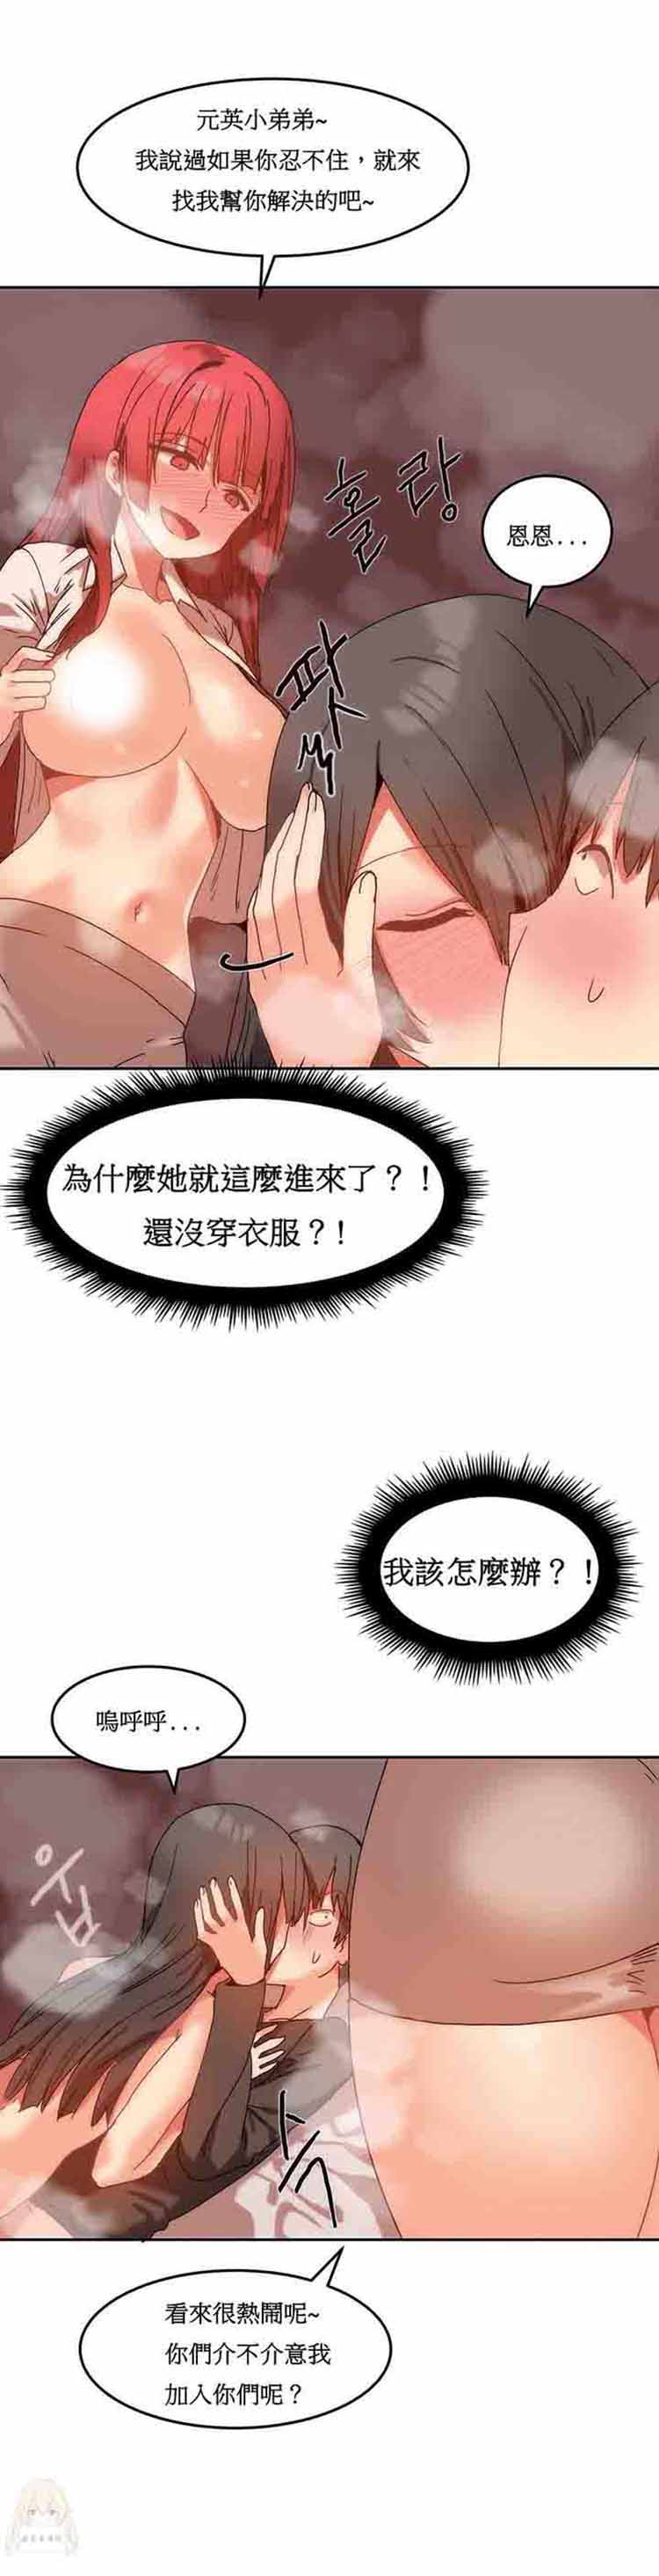 元英小弟弟~
我說過如果你忍不住，就來
找我幫你解決的吧~
홀랑
恩恩...
팟
為什麼她就這麼進來了？！
還沒穿衣服？!
我該怎麼辦？！
嗚呼呼...
슥
看來很熱鬧呢~
你們介不介意我
加入你們呢？